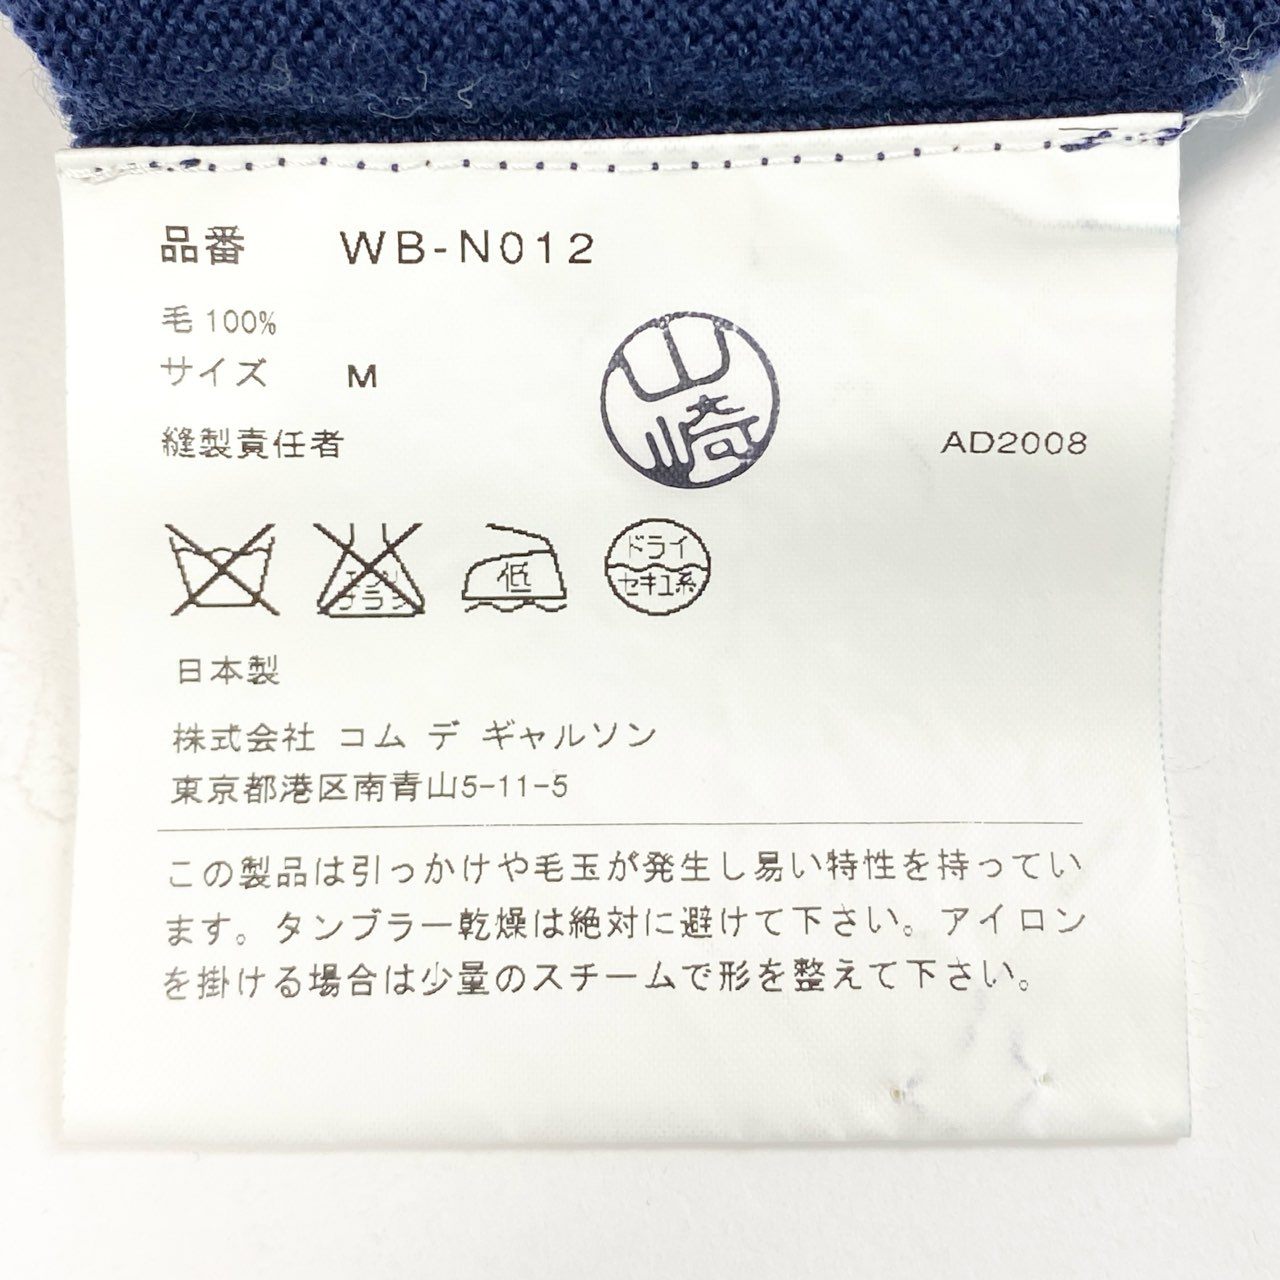 品番 WB-N012
毛 100%
サイズ M
山崎
縫製責任者
AD2008
エンソ
サラシ
低
ドライ
セキユ系
日本製
株式会社 コム デ ギャルソン
東京都港区南青山5-11-5
この製品は引っかけや毛玉が発生し易い特性を持ってい
ます。タンブラー乾燥は絶対に避けて下さい。アイロン
を掛ける場合は少量のスチームで形を整えて下さい。